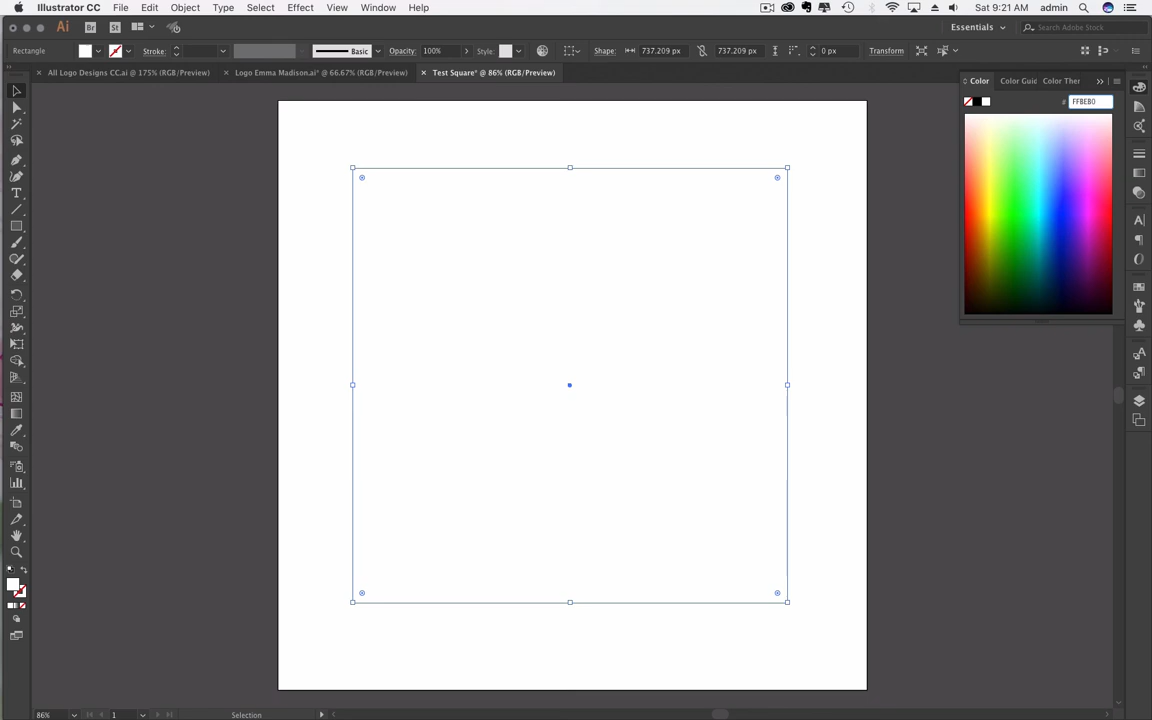 Illustrator CC File Edit Object Type Select Effect View Window Help Sat 9:21 AM admin
Ai Br St Essentials Search Adobe Stock
Rectangle Stroke: Basic Opacity: 100% Style: Shape: 737.209 px 737.209 px 0 px Transform
× All Logo Designs CC.ai @ 175% (RGB/Preview) × Logo Emma Madison.ai* @ 66.67% (RGB/Preview) × Test Square* @ 86% (RGB/Preview)
Color Color Guid Color Ther
# FFBEB0
86% 1 Selection